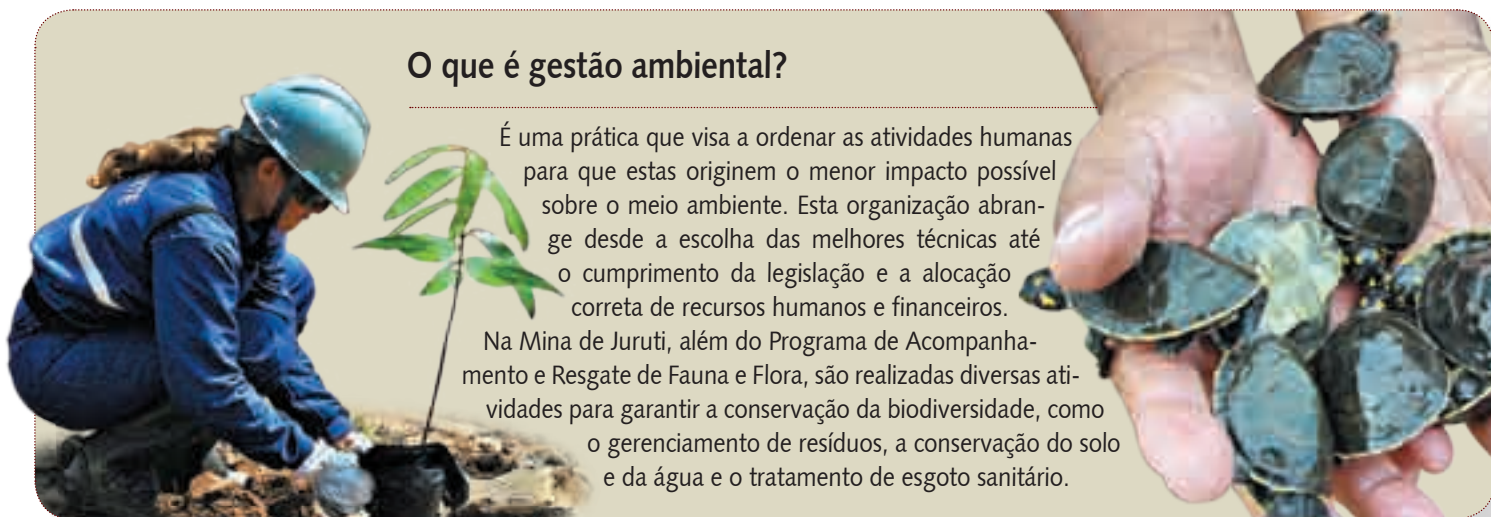 O que é gestão ambiental?
É uma prática que visa a ordenar as atividades humanas
para que estas originem o menor impacto possível
sobre o meio ambiente. Esta organização abran-
ge desde a escolha das melhores técnicas até
o cumprimento da legislação e a alocação
correta de recursos humanos e financeiros.
Na Mina de Juruti, além do Programa de Acompanha-
mento e Resgate de Fauna e Flora, são realizadas diversas ati-
vidades para garantir a conservação da biodiversidade, como
o gerenciamento de resíduos, a conservação do solo
e da água e o tratamento de esgoto sanitário.